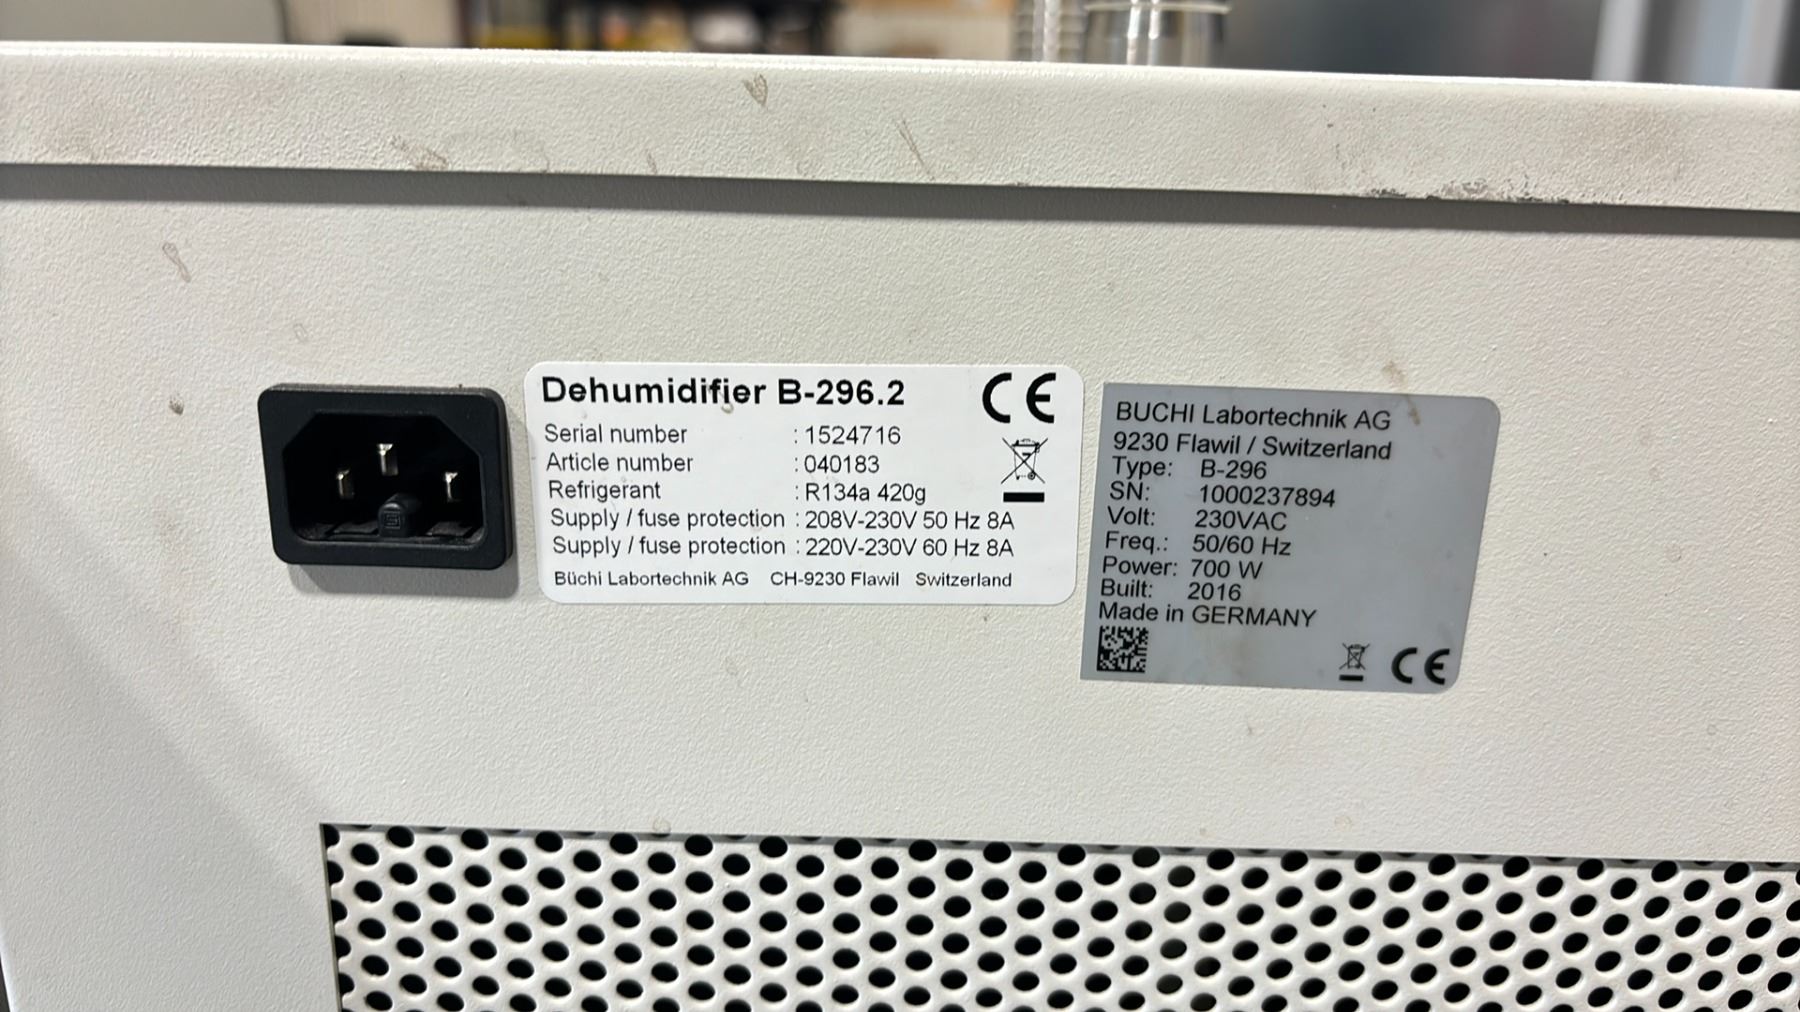 Dehumidifier B-296.2
CE
Serial number : 1524716
Article number : 040183
Refrigerant : R134a 420g
Supply / fuse protection : 208V-230V 50 Hz 8A
Supply / fuse protection : 220V-230V 60 Hz 8A
Büchi Labortechnik AG CH-9230 Flawil Switzerland
BUCHI Labortechnik AG
9230 Flawil / Switzerland
Type: B-296
SN: 1000237894
Volt: 230VAC
Freq.: 50/60 Hz
Power: 700 W
Built: 2016
Made in GERMANY
CE